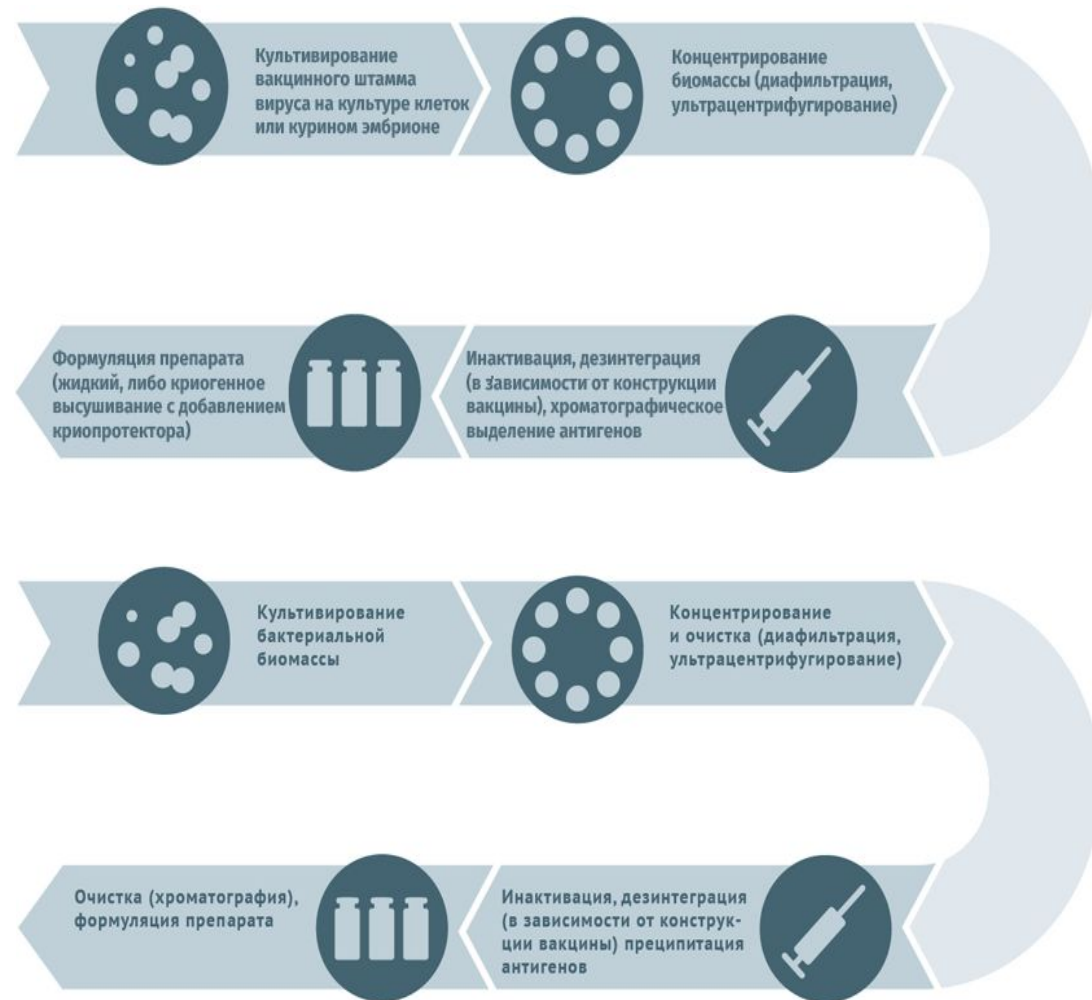 Культивирование
вакцинного штамма
вируса на культуре клеток
или курином эмбрионе
Концентрирование
биомассы (диафильтрация,
ультрацентрифугирование)
Инактивация, дезинтеграция
(в зависимости от конструкции
вакцины), хроматографическое
выделение антигенов
Формуляция препарата
(жидкий, либо криогенное
высушивание с добавлением
криопротектора)
Культивирование
бактериальной
биомассы
Концентрирование
и очистка (диафильтрация,
ультрацентрифугирование)
Инактивация, дезинтеграция
(в зависимости от конструк-
ции вакцины) преципитация
антигенов
Очистка (хроматография),
формуляция препарата